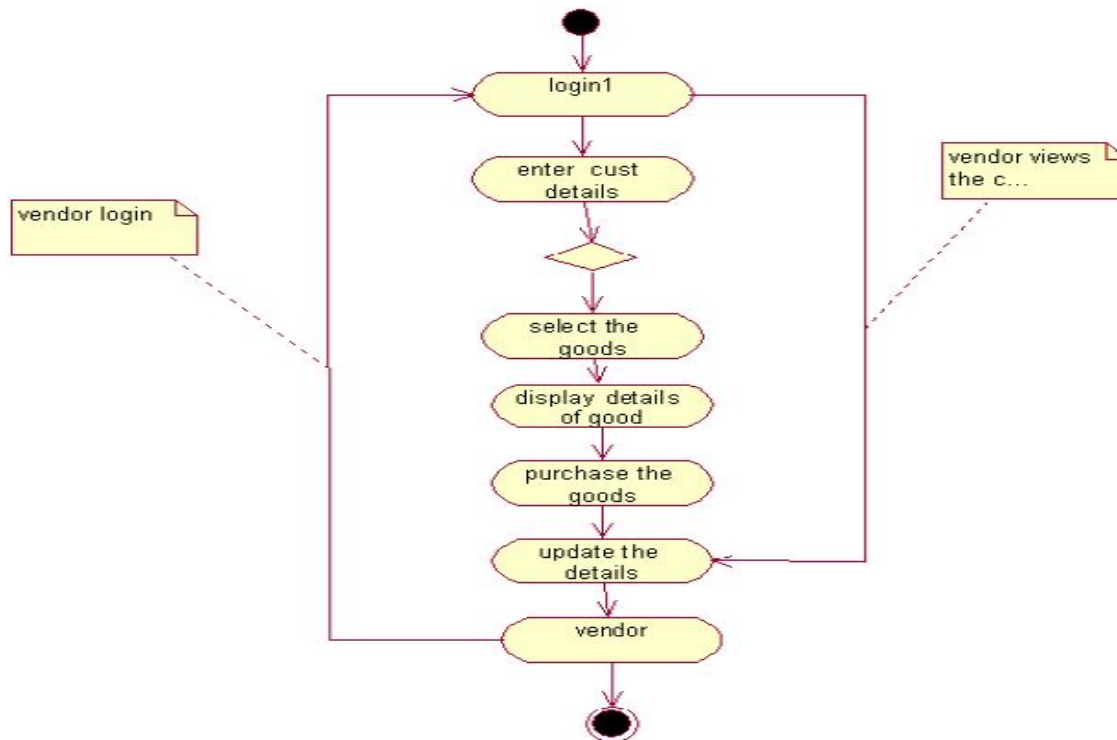 login1
enter cust
details
vendor views
the c...
vendor login
select the
goods
display details
of good
purchase the
goods
update the
details
vendor